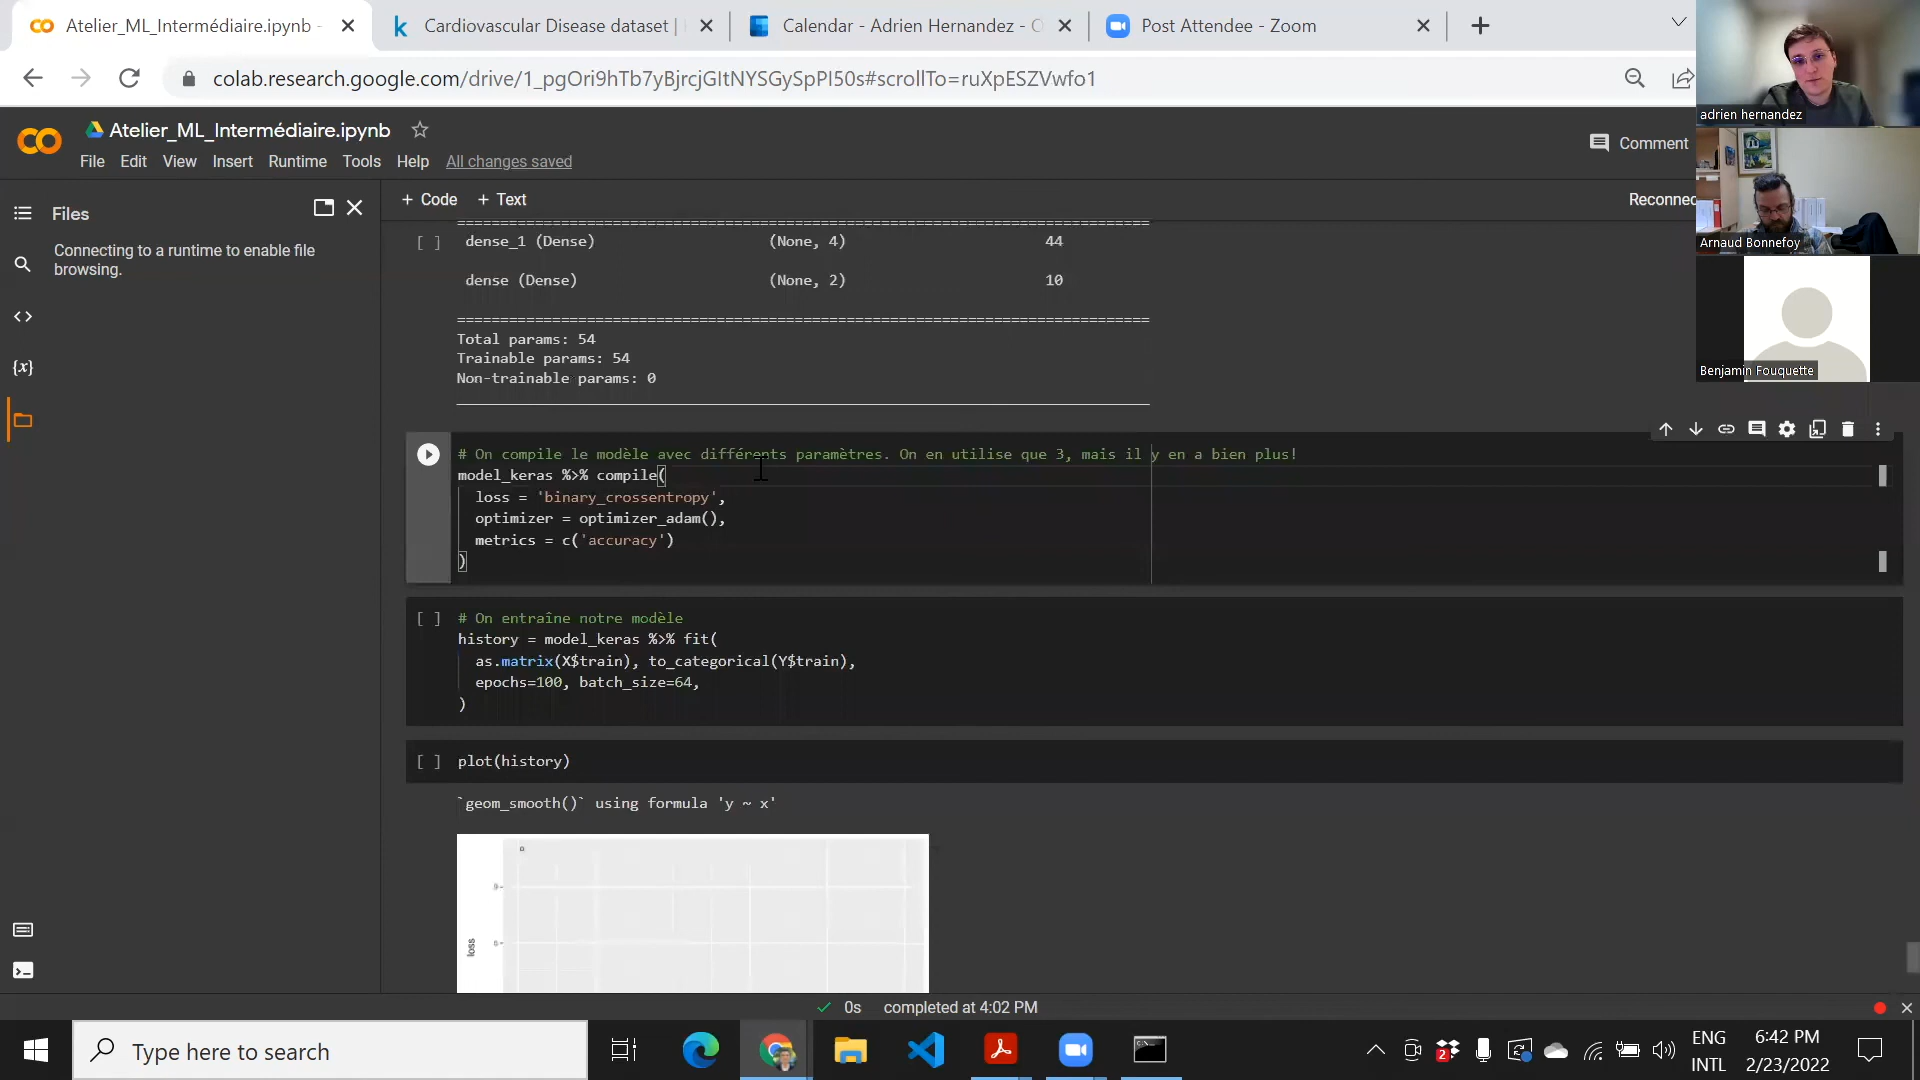 Atelier_ML_Intermédiaire.ipynb -
Cardiovascular Disease dataset |
Calendar - Adrien Hernandez - O
Post Attendee - Zoom
colab.research.google.com/drive/1_pgOri9hTb7yBjrcjGItNYSGySpPI50s#scrollTo=ruXpESZVwfo1
Atelier_ML_Intermédiaire.ipynb
File Edit View Insert Runtime Tools Help All changes saved
Comment
adrien hernandez
Arnaud Bonnefoy
Benjamin Fouquette
Files
Connecting to a runtime to enable file
browsing.
+ Code + Text
Reconnec
[ ] dense_1 (Dense) (None, 4) 44
dense (Dense) (None, 2) 10
Total params: 54
Trainable params: 54
Non-trainable params: 0
# On compile le modèle avec différents paramètres. On en utilise que 3, mais il y en a bien plus!
model_keras %>% compile(
loss = 'binary_crossentropy',
optimizer = optimizer_adam(),
metrics = c('accuracy')
)
[ ] # On entraîne notre modèle
history = model_keras %>% fit(
as.matrix(X$train), to_categorical(Y$train),
epochs=100, batch_size=64,
)
[ ] plot(history)
`geom_smooth()` using formula 'y ~ x'
loss
0s completed at 4:02 PM
Type here to search
2
ENG
INTL
6:42 PM
2/23/2022